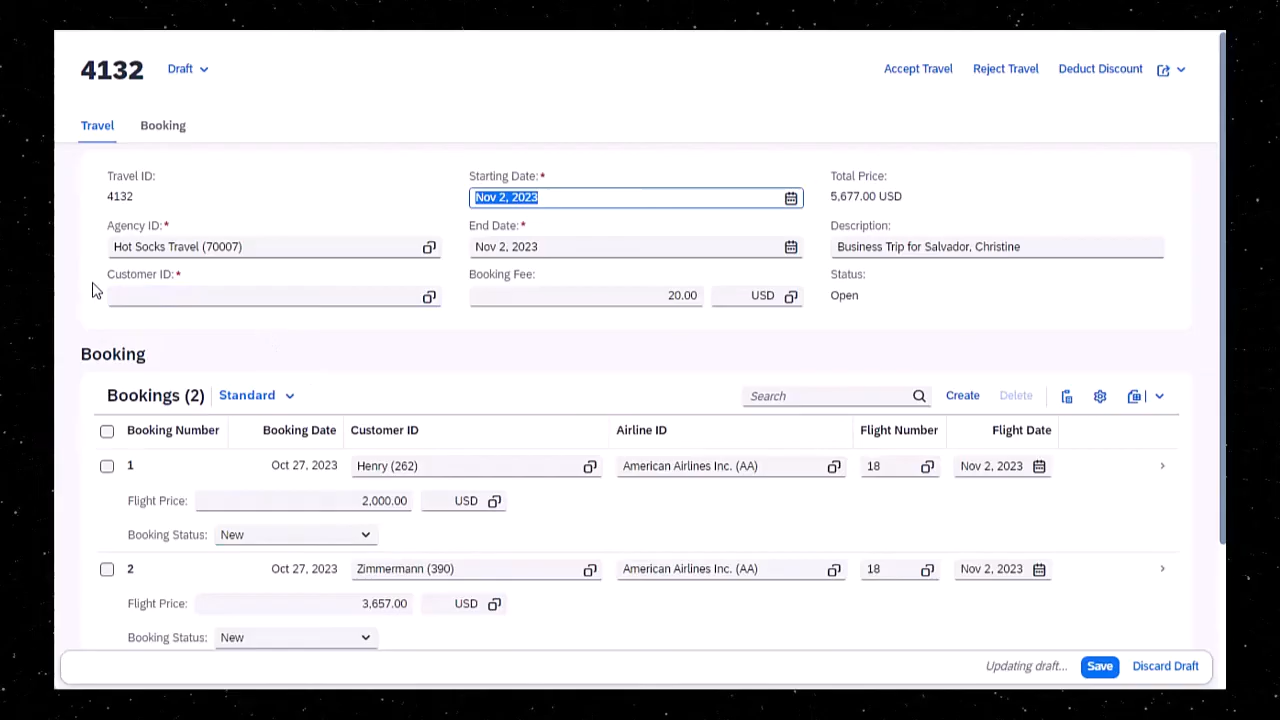 4132 Draft Accept Travel Reject Travel Deduct Discount
Travel Booking
Travel ID: Starting Date:* Total Price:
4132 Nov 2, 2023 5,677.00 USD
Agency ID:* End Date:* Description:
Hot Socks Travel (70007) Nov 2, 2023 Business Trip for Salvador, Christine
Customer ID:* Booking Fee: Status:
20.00 USD Open
Booking
Bookings (2) Standard Search Create Delete
Booking Number Booking Date Customer ID Airline ID Flight Number Flight Date
1 Oct 27, 2023 Henry (262) American Airlines Inc. (AA) 18 Nov 2, 2023
Flight Price: 2,000.00 USD
Booking Status: New
2 Oct 27, 2023 Zimmermann (390) American Airlines Inc. (AA) 18 Nov 2, 2023
Flight Price: 3,657.00 USD
Booking Status: New
Updating draft... Save Discard Draft